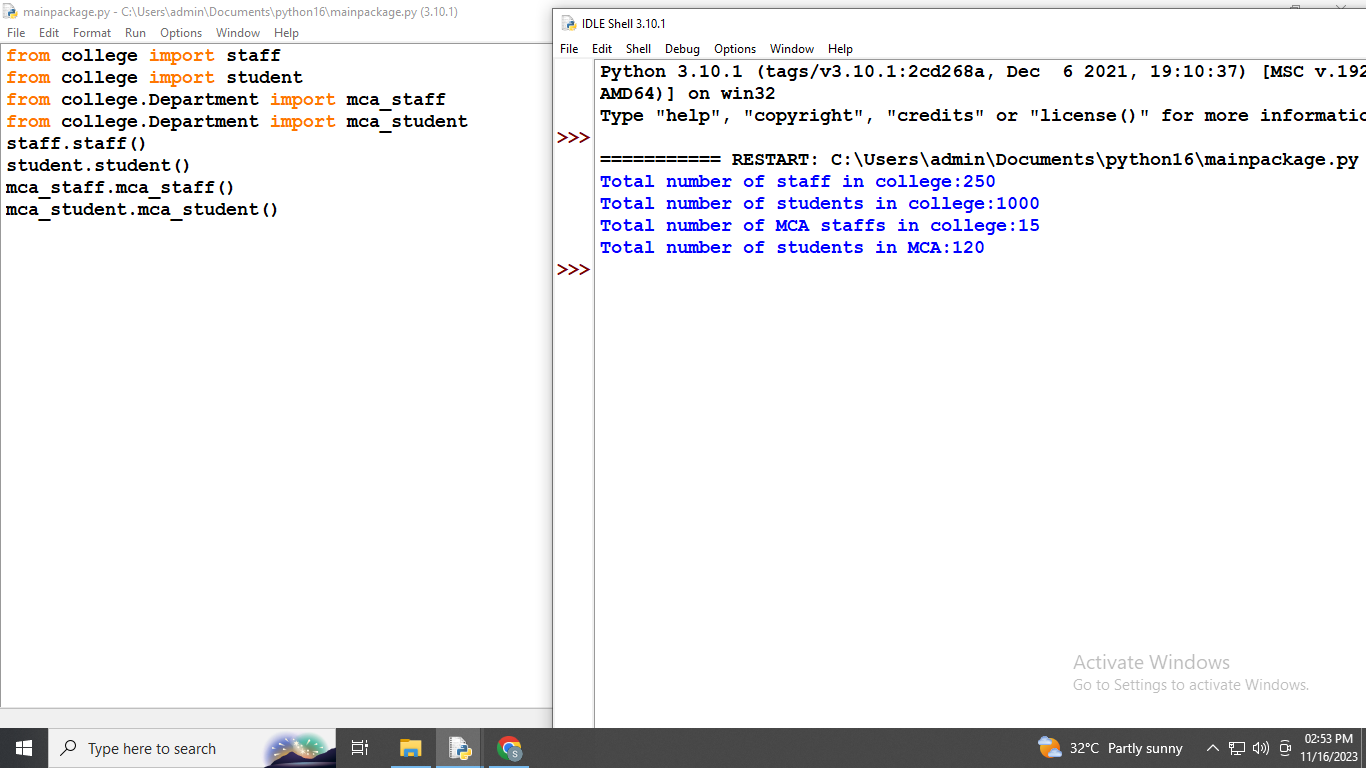 mainpackage.py - C:\Users\admin\Documents\python16\mainpackage.py (3.10.1)
File Edit Format Run Options Window Help
from college import staff
from college import student
from college.Department import mca_staff
from college.Department import mca_student
staff.staff()
student.student()
mca_staff.mca_staff()
mca_student.mca_student()
IDLE Shell 3.10.1
File Edit Shell Debug Options Window Help
Python 3.10.1 (tags/v3.10.1:2cd268a, Dec  6 2021, 19:10:37) [MSC v.192
AMD64)] on win32
Type "help", "copyright", "credits" or "license()" for more informatio
>>>
=========== RESTART: C:\Users\admin\Documents\python16\mainpackage.py
Total number of staff in college:250
Total number of students in college:1000
Total number of MCA staffs in college:15
Total number of students in MCA:120
>>>
Activate Windows
Go to Settings to activate Windows.
Type here to search
S
32°C Partly sunny
02:53 PM
11/16/2023